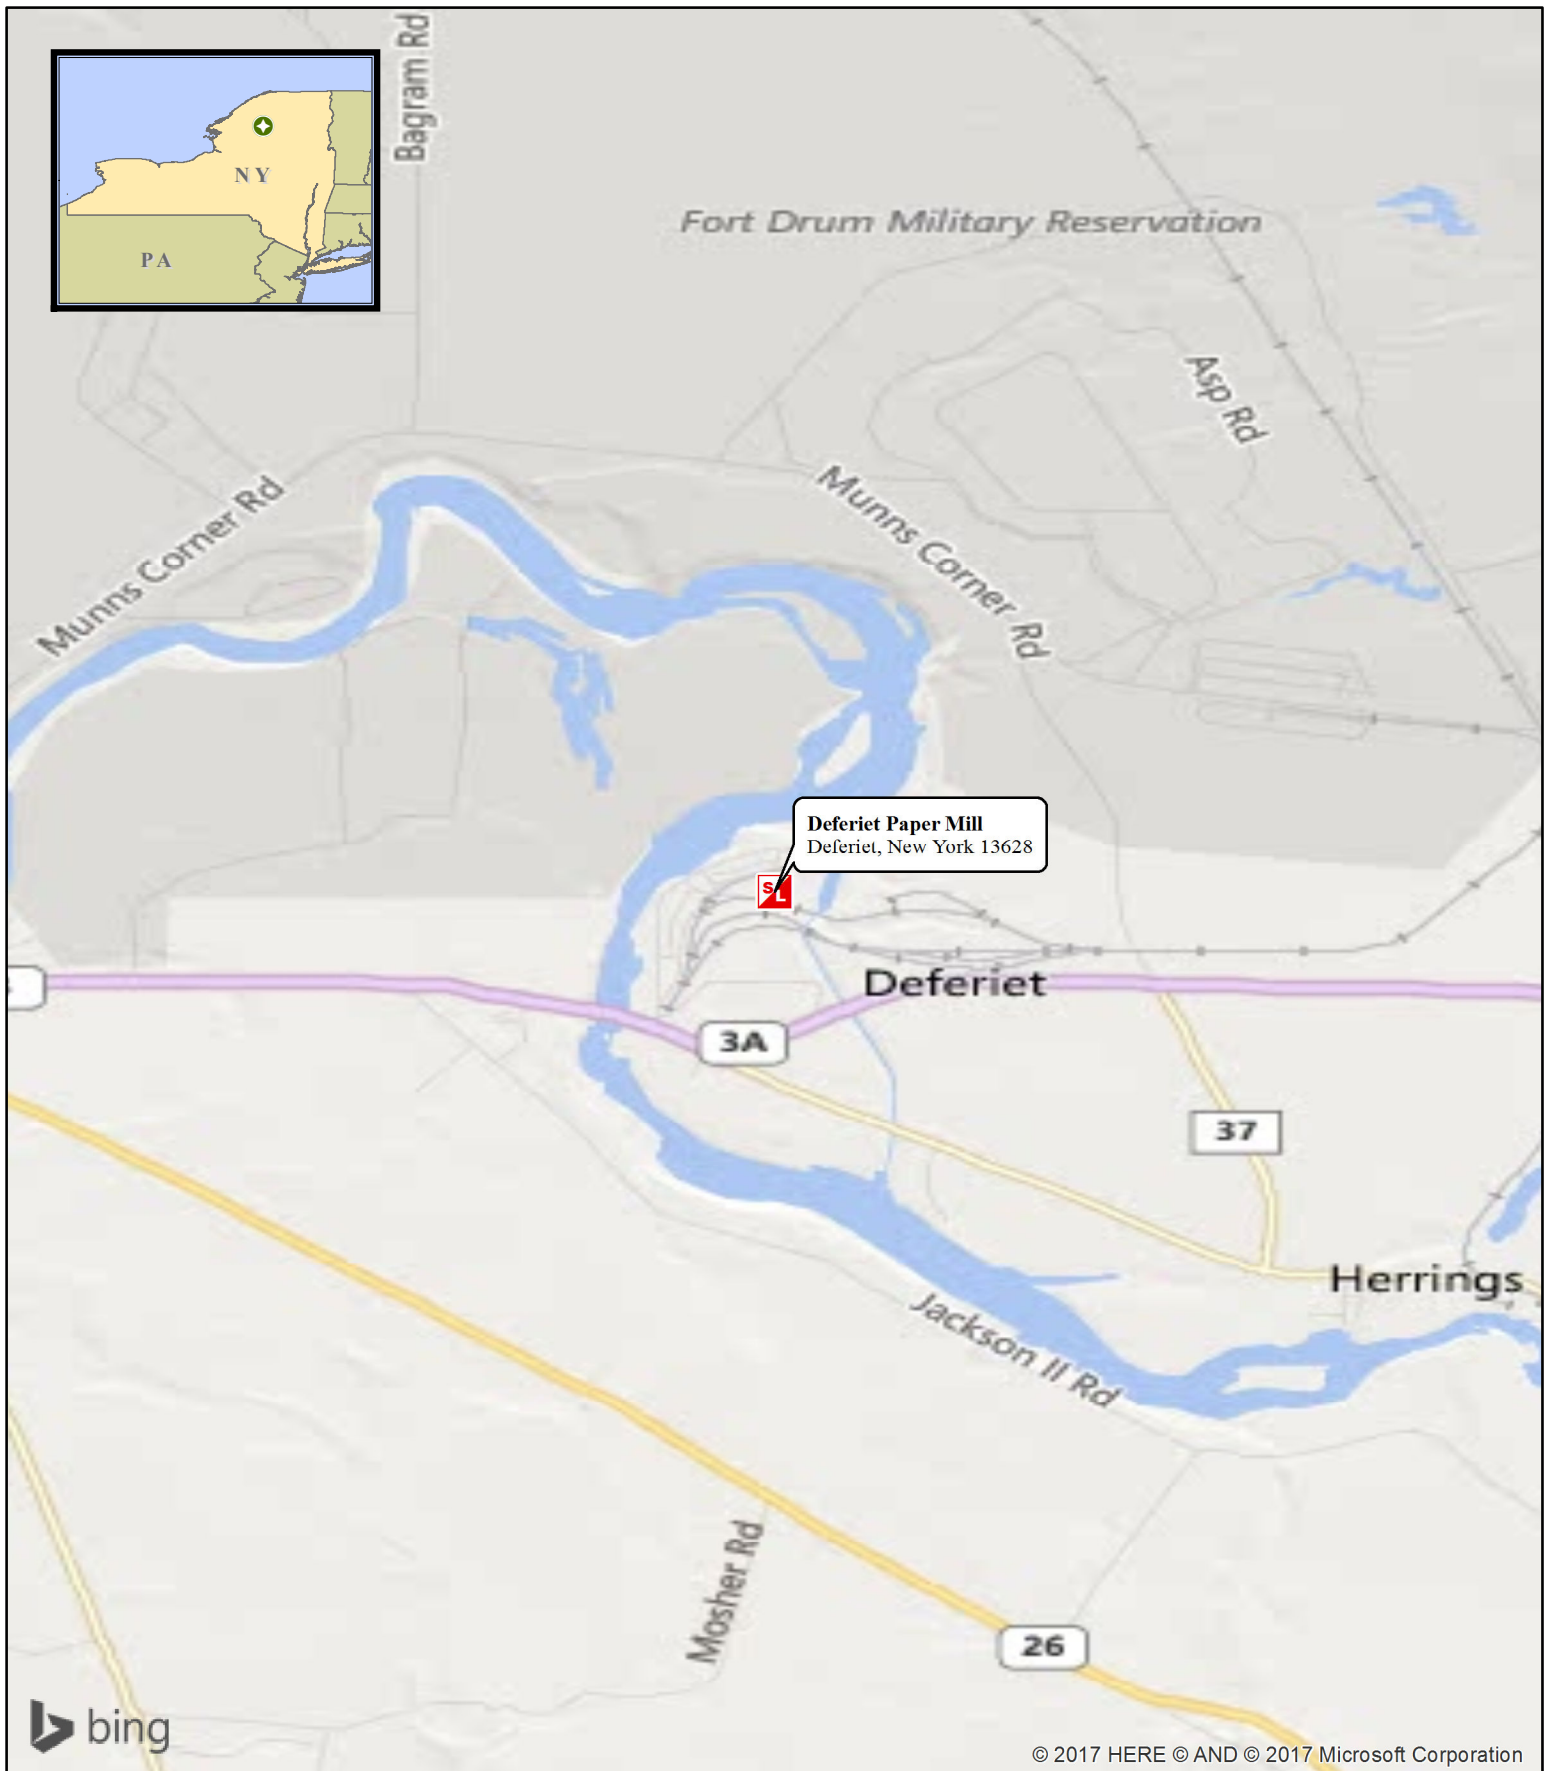 Bagram Rd
NY
PA
Fort Drum Military Reservation
Asp Rd
Munns Corner Rd
Munns Corner Rd
Deferiet Paper Mill
Deferiet, New York 13628
SL
Deferiet
3A
37
Herrings
Jackson II Rd
Mosher Rd
26
bing
© 2017 HERE © AND © 2017 Microsoft Corporation